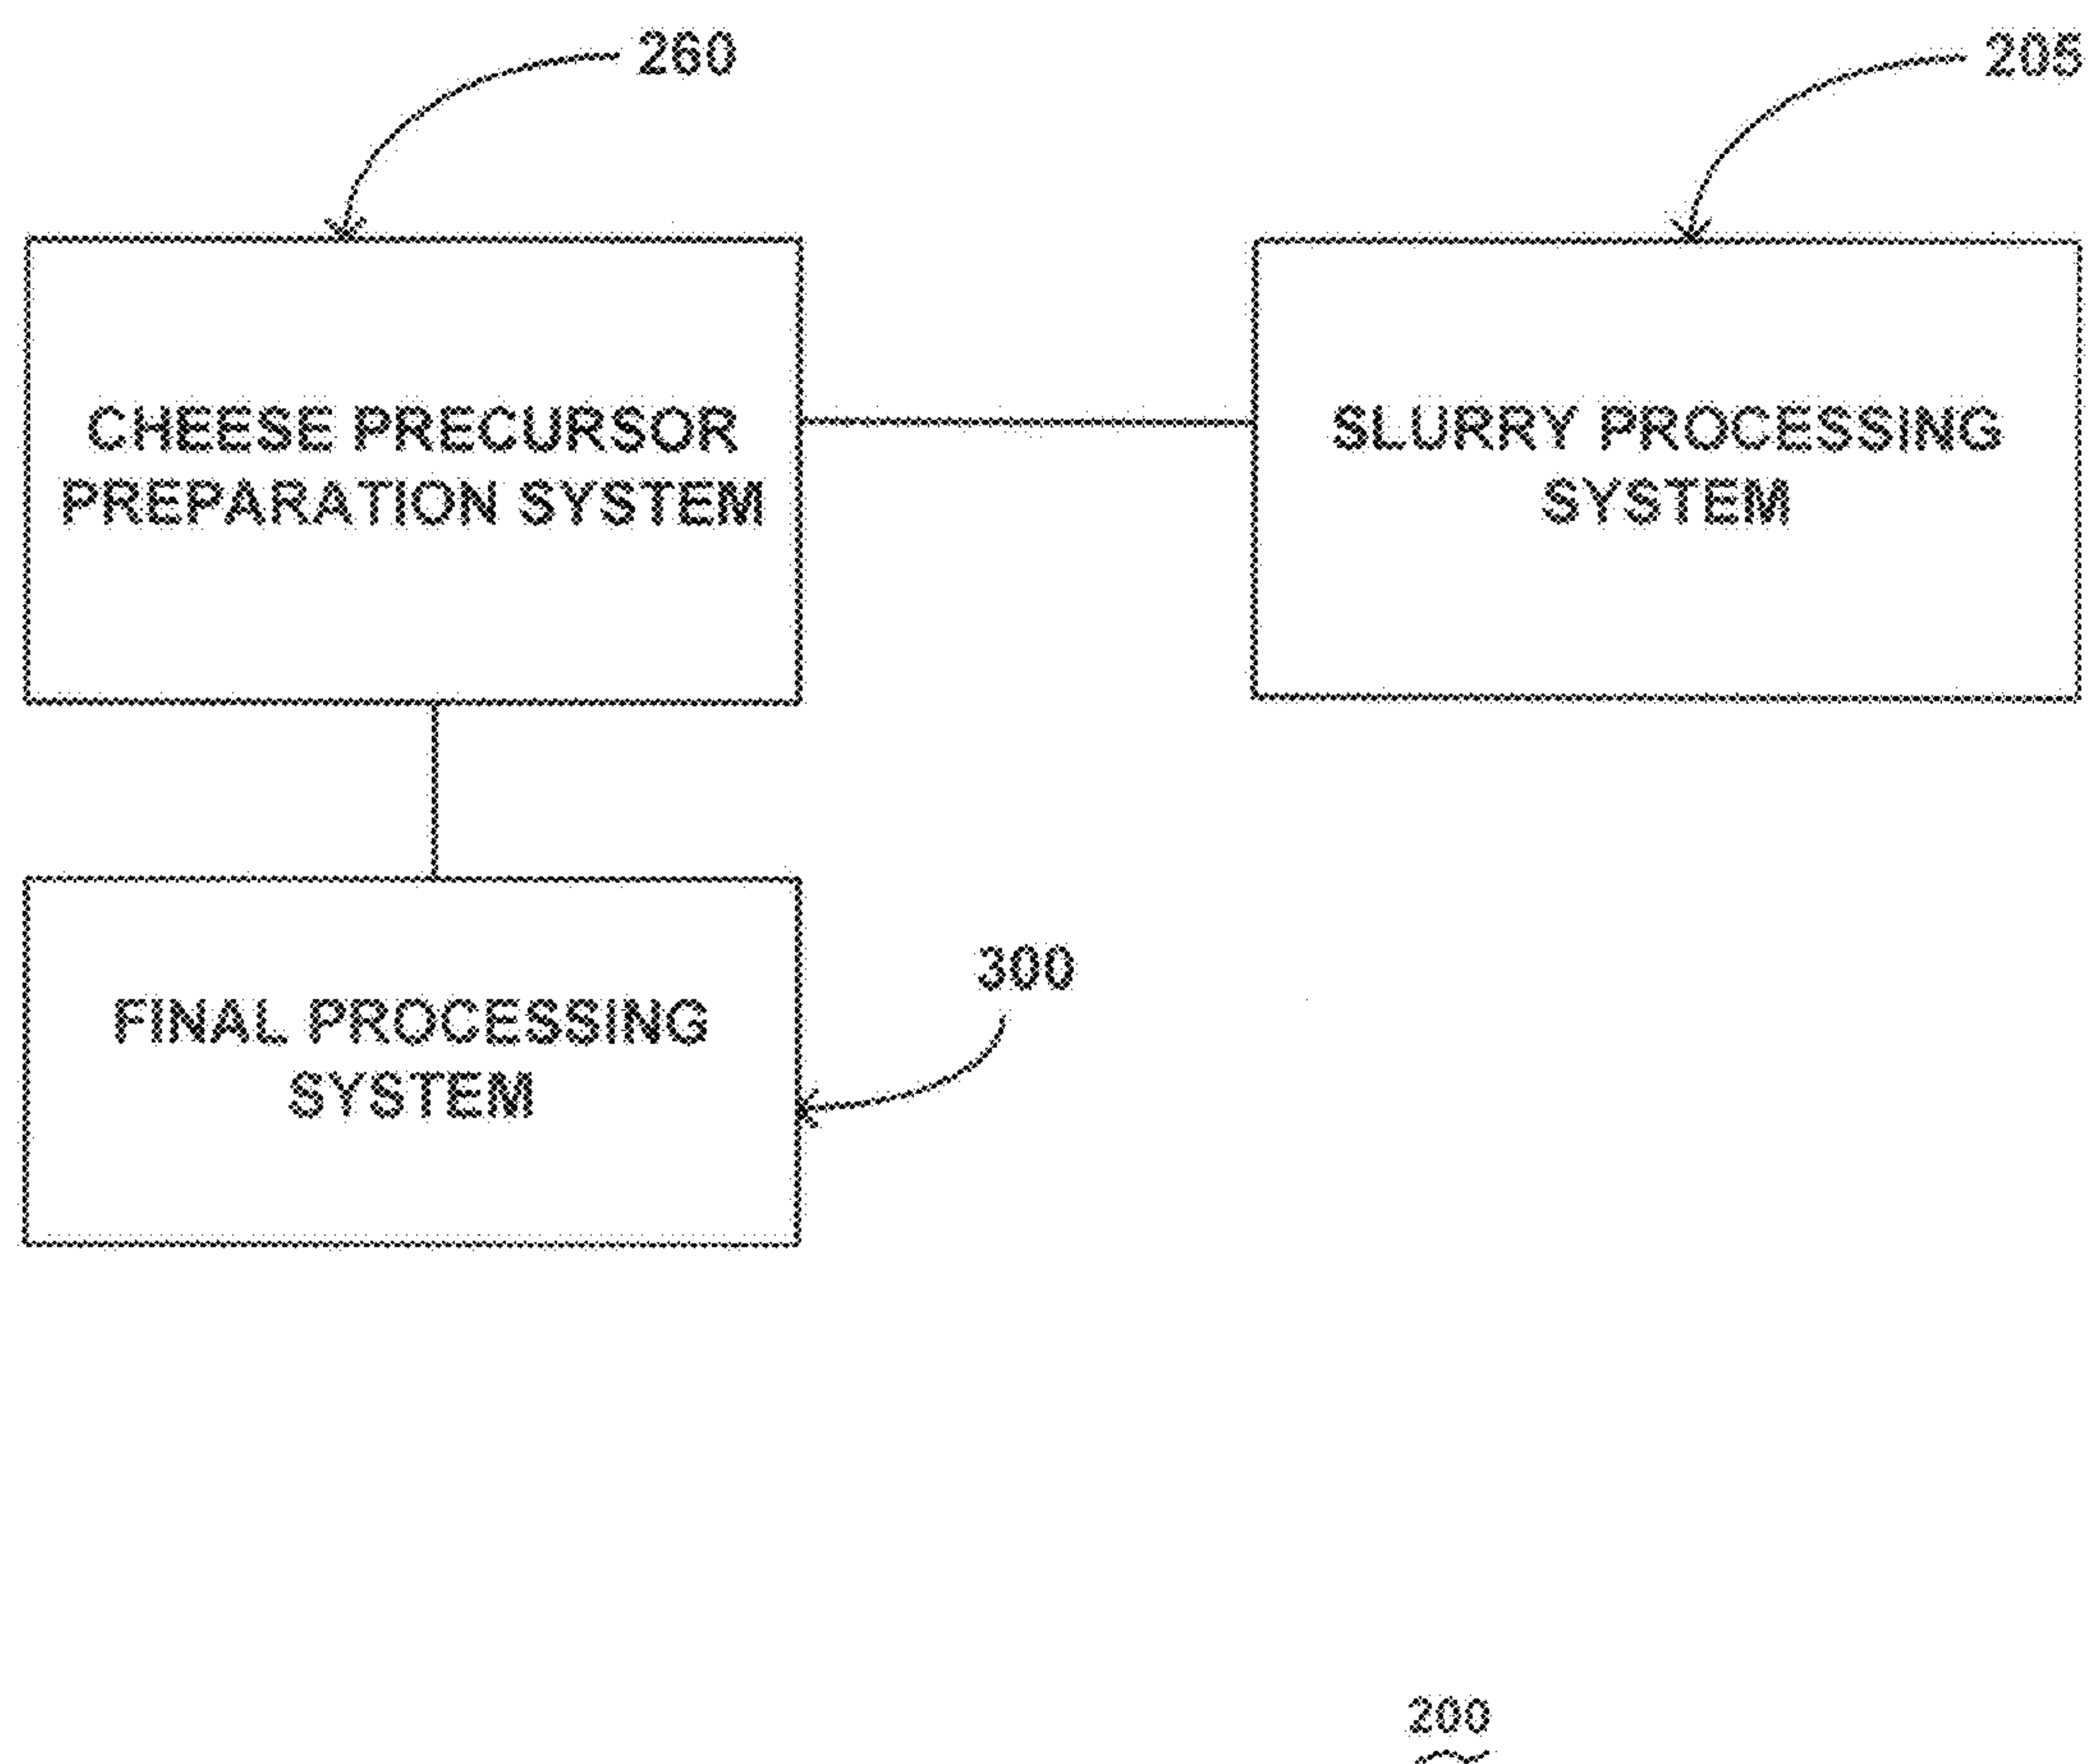 260
205
CHEESE PRECURSOR
PREPARATION SYSTEM
SLURRY PROCESSING
SYSTEM
300
FINAL PROCESSING
SYSTEM
200